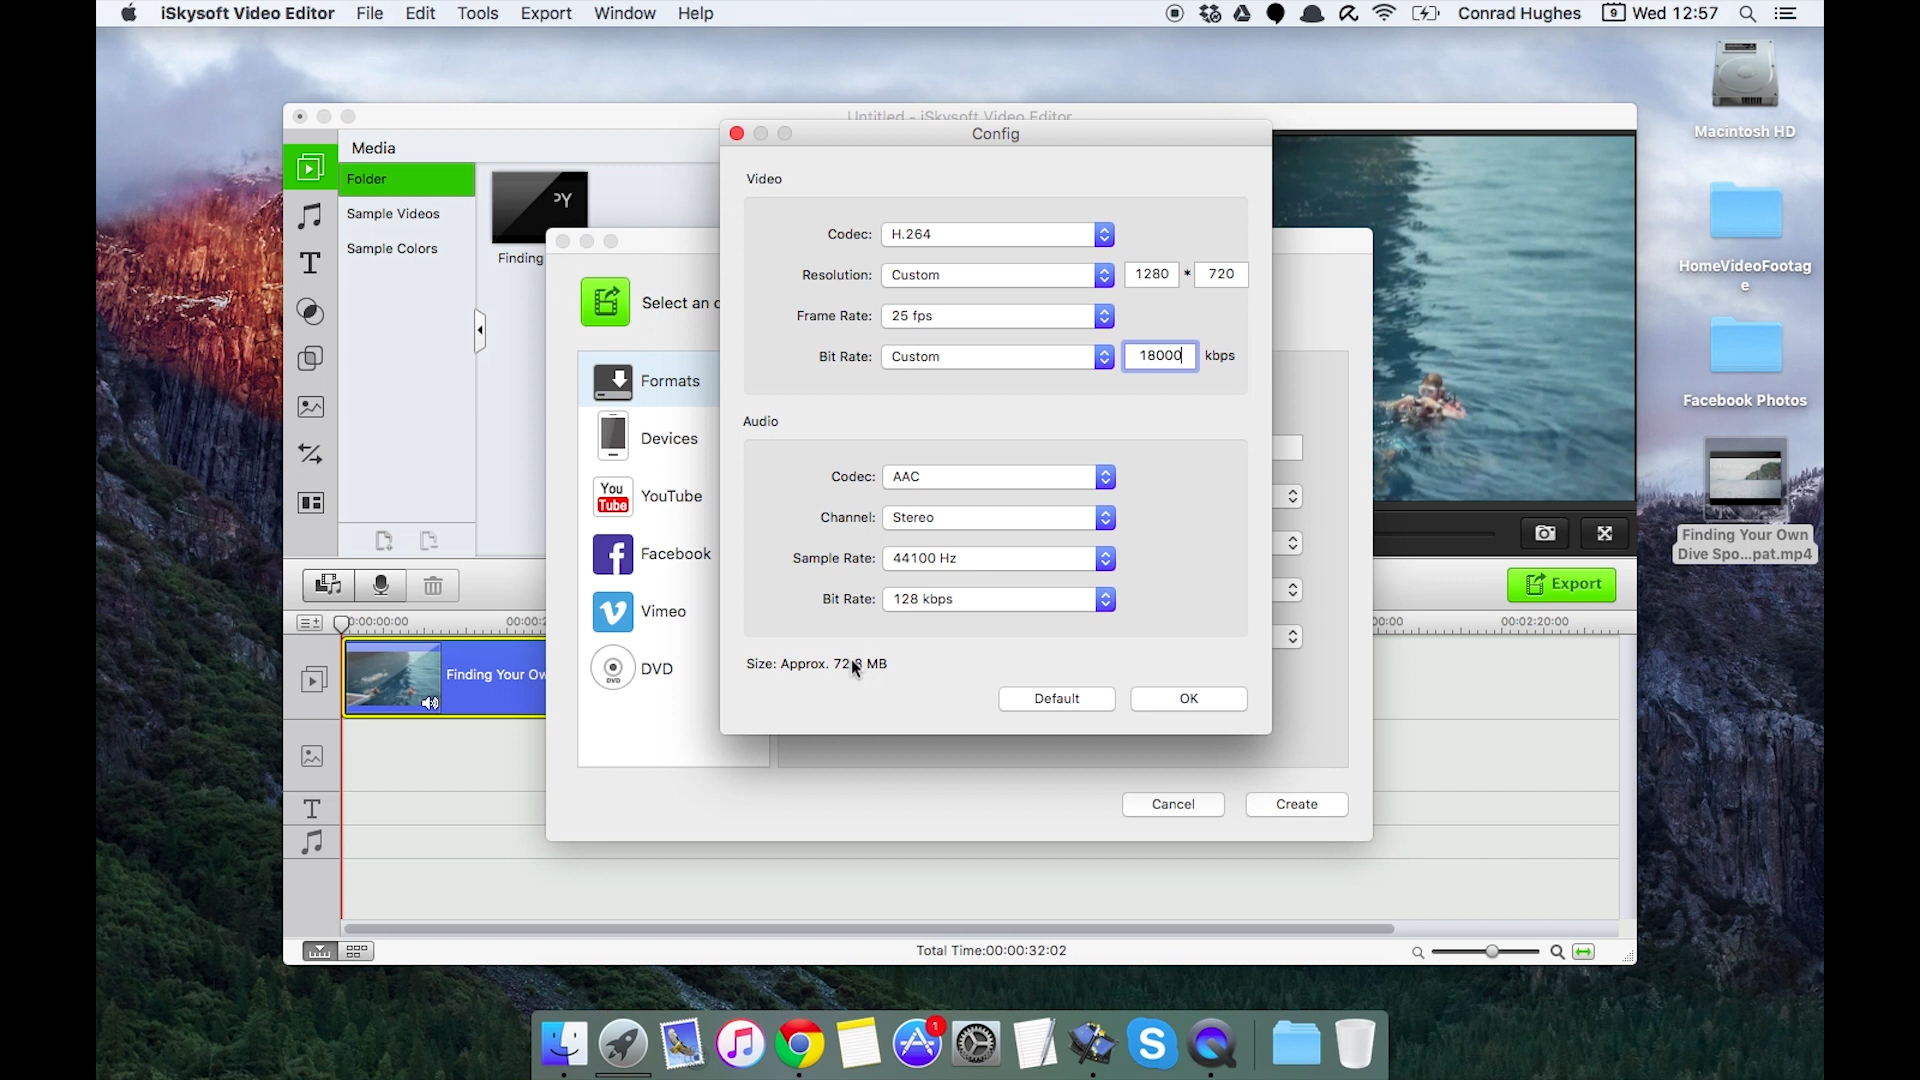 iSkysoft Video Editor File Edit Tools Export Window Help
Conrad Hughes 9 Wed 12:57
Untitled - iSkysoft Video Editor
Macintosh HD
HomeVideoFootag
e
Facebook Photos
Finding Your Own
Dive Spo...pat.mp4
Media
Folder
Sample Videos
Sample Colors
PY
Finding
Select an
Formats
Devices
You
Tube
YouTube
Facebook
Vimeo
DVD
DVD
Config
Video
Codec: H.264
Resolution: Custom 1280 * 720
Frame Rate: 25 fps
Bit Rate: Custom 18000 kbps
Audio
Codec: AAC
Channel: Stereo
Sample Rate: 44100 Hz
Bit Rate: 128 kbps
Size: Approx. MB
Default OK
Cancel Create
Export
00:02:20:00
Finding Your Ow
T
Total Time:00:00:32:02
1